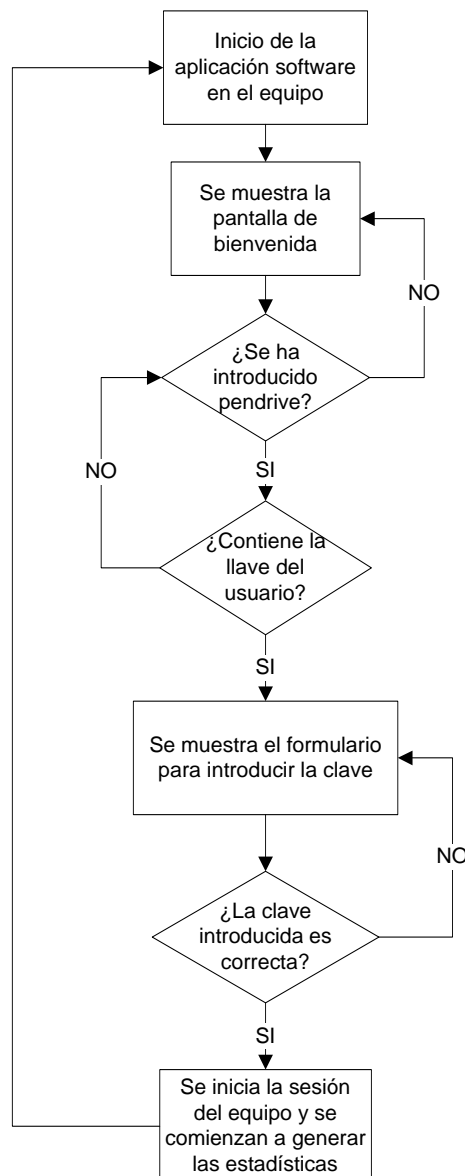 Inicio de la
aplicación software
en el equipo
Se muestra la
pantalla de
bienvenida
NO
¿Se ha
introducido
pendrive?
NO
SI
¿Contiene la
llave del
usuario?
SI
Se muestra el formulario
para introducir la clave
NO
¿La clave
introducida es
correcta?
SI
Se inicia la sesión
del equipo y se
comienzan a generar
las estadísticas